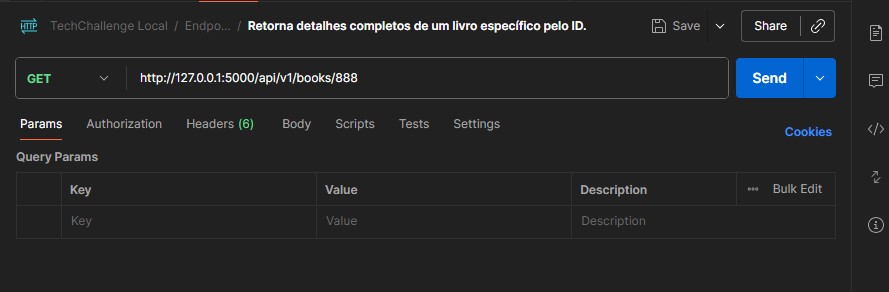 HTTP TechChallenge Local / Endpo... / Retorna detalhes completos de um livro específico pelo ID. Save Share
GET http://127.0.0.1:5000/api/v1/books/888 Send
Params Authorization Headers (6) Body Scripts Tests Settings Cookies
Query Params
Key Value Description ••• Bulk Edit
Key Value Description